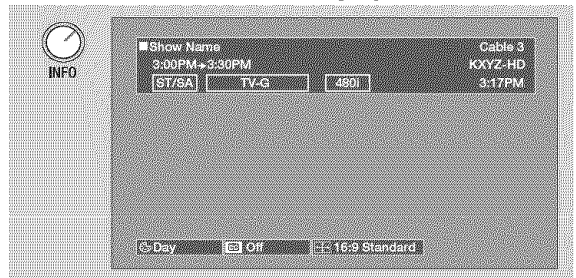 INFO
Show Name Cable 3
3:00PM→3:30PM KXYZ-HD
ST/SA TV-G 480i 3:17PM
Day CC Off 16:9 Standard